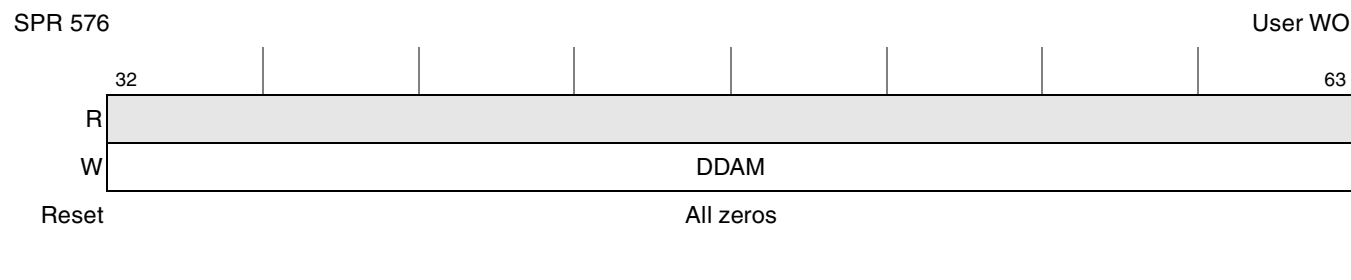 SPR 576 User WO
32 63
R
W DDAM
Reset All zeros